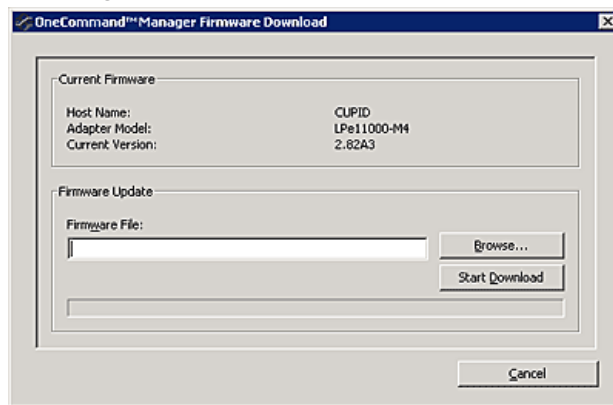 OneCommand™Manager Firmware Download
Current Firmware
Host Name: CUPID
Adapter Model: LPe11000-M4
Current Version: 2.82A3
Firmware Update
Firmware File:
Browse...
Start Download
Cancel